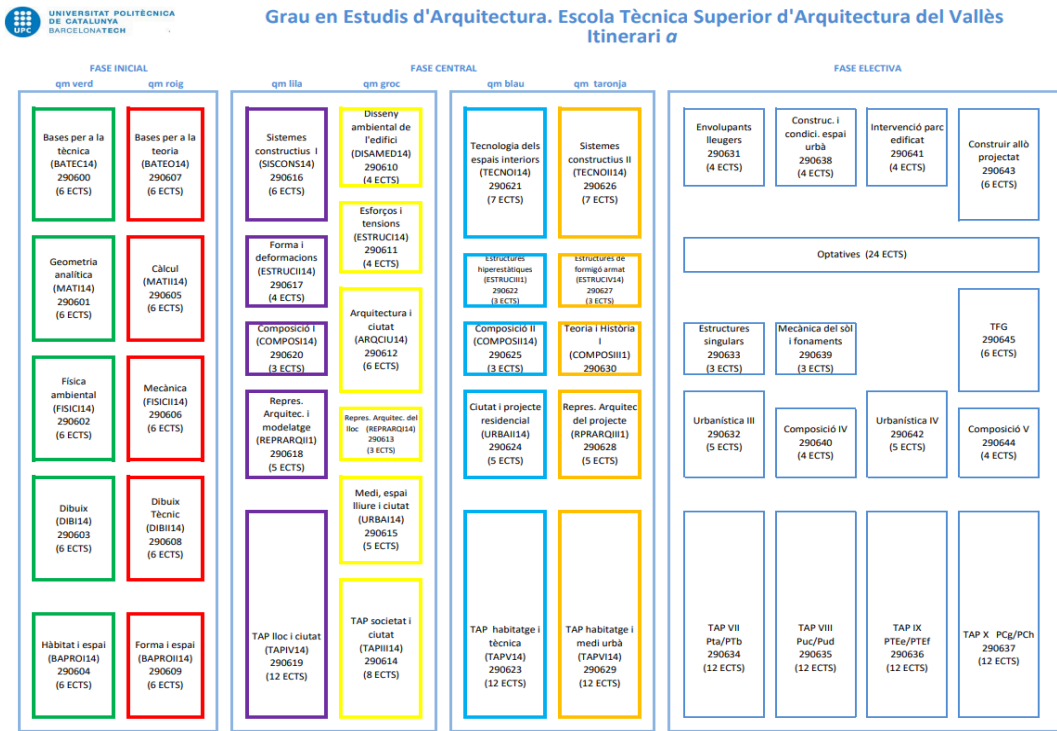 UNIVERSITAT POLITÈCNICA
DE CATALUNYA
BARCELONATECH
UPC
Grau en Estudis d'Arquitectura. Escola Tècnica Superior d'Arquitectura del Vallès
Itinerari a
FASE INICIAL
FASE CENTRAL
FASE ELECTIVA
qm verd
qm roig
qm lila
qm groc
qm blau
qm taronja
Bases per a la
tècnica
(BATEC14)
290600
(6 ECTS)
Geometria
analítica
(MATI14)
290601
(6 ECTS)
Física
ambiental
(FISICI14)
290602
(6 ECTS)
Dibuix
(DIBI14)
290603
(6 ECTS)
Hàbitat i espai
(BAPROI14)
290604
(6 ECTS)
Bases per a la
teoria
(BATEO14)
290607
(6 ECTS)
Càlcul
(MATII14)
290605
(6 ECTS)
Mecànica
(FISICII14)
290606
(6 ECTS)
Dibuix
Tècnic
(DIBII14)
290608
(6 ECTS)
Forma i espai
(BAPROII14)
290609
(6 ECTS)
Sistemes
constructius I
(SISCONS14)
290616
(6 ECTS)
Forma i
deformacions
(ESTRUCII14)
290617
(4 ECTS)
Composició I
(COMPOSI14)
290620
(3 ECTS)
Repres.
Arquitec. i
modelatge
(REPRARQII1)
290618
(5 ECTS)
TAP lloc i ciutat
(TAPIV14)
290619
(12 ECTS)
Disseny
ambiental de
l'edifici
(DISAMED14)
290610
(4 ECTS)
Esforços i
tensions
(ESTRUCI14)
290611
(4 ECTS)
Arquitectura i
ciutat
(ARQCIU14)
290612
(6 ECTS)
Repres. Arquitec. del
lloc (REPRARQI14)
290613
(3 ECTS)
Medi, espai
lliure i ciutat
(URBAI14)
290615
(5 ECTS)
TAP societat i
ciutat
(TAPIII14)
290614
(8 ECTS)
Tecnologia dels
espais interiors
(TECNOI14)
290621
(7 ECTS)
Estructures
hiperestàtiques
(ESTRUCIII1)
290622
(3 ECTS)
Composició II
(COMPOSII14)
290625
(3 ECTS)
Ciutat i projecte
residencial
(URBAII14)
290624
(5 ECTS)
TAP habitatge i
tècnica
(TAPV14)
290623
(12 ECTS)
Sistemes
constructius II
(TECNOII14)
290626
(7 ECTS)
Estructures de
formigó armat
(ESTRUCIV14)
290627
(3 ECTS)
Teoria i Història
I
(COMPOSIII1)
290630
Repres. Arquitec
del projecte
(RPRARQIII1)
290628
(5 ECTS)
TAP habitatge i
medi urbà
(TAPVI14)
290629
(12 ECTS)
Envolupants
lleugers
290631
(4 ECTS)
Construc. i
condici. espai
urbà
290638
(4 ECTS)
Intervenció parc
edificat
290641
(4 ECTS)
Construir allò
projectat
290643
(6 ECTS)
Optatives (24 ECTS)
Estructures
singulars
290633
(3 ECTS)
Mecànica del sòl
i fonaments
290639
(3 ECTS)
TFG
290645
(6 ECTS)
Urbanística III
290632
(5 ECTS)
Composició IV
290640
(4 ECTS)
Urbanística IV
290642
(5 ECTS)
Composició V
290644
(4 ECTS)
TAP VII
Pta/PTb
290634
(12 ECTS)
TAP VIII
Puc/Pud
290635
(12 ECTS)
TAP IX
PTEe/PTEf
290636
(12 ECTS)
TAP X PCg/PCh
290637
(12 ECTS)